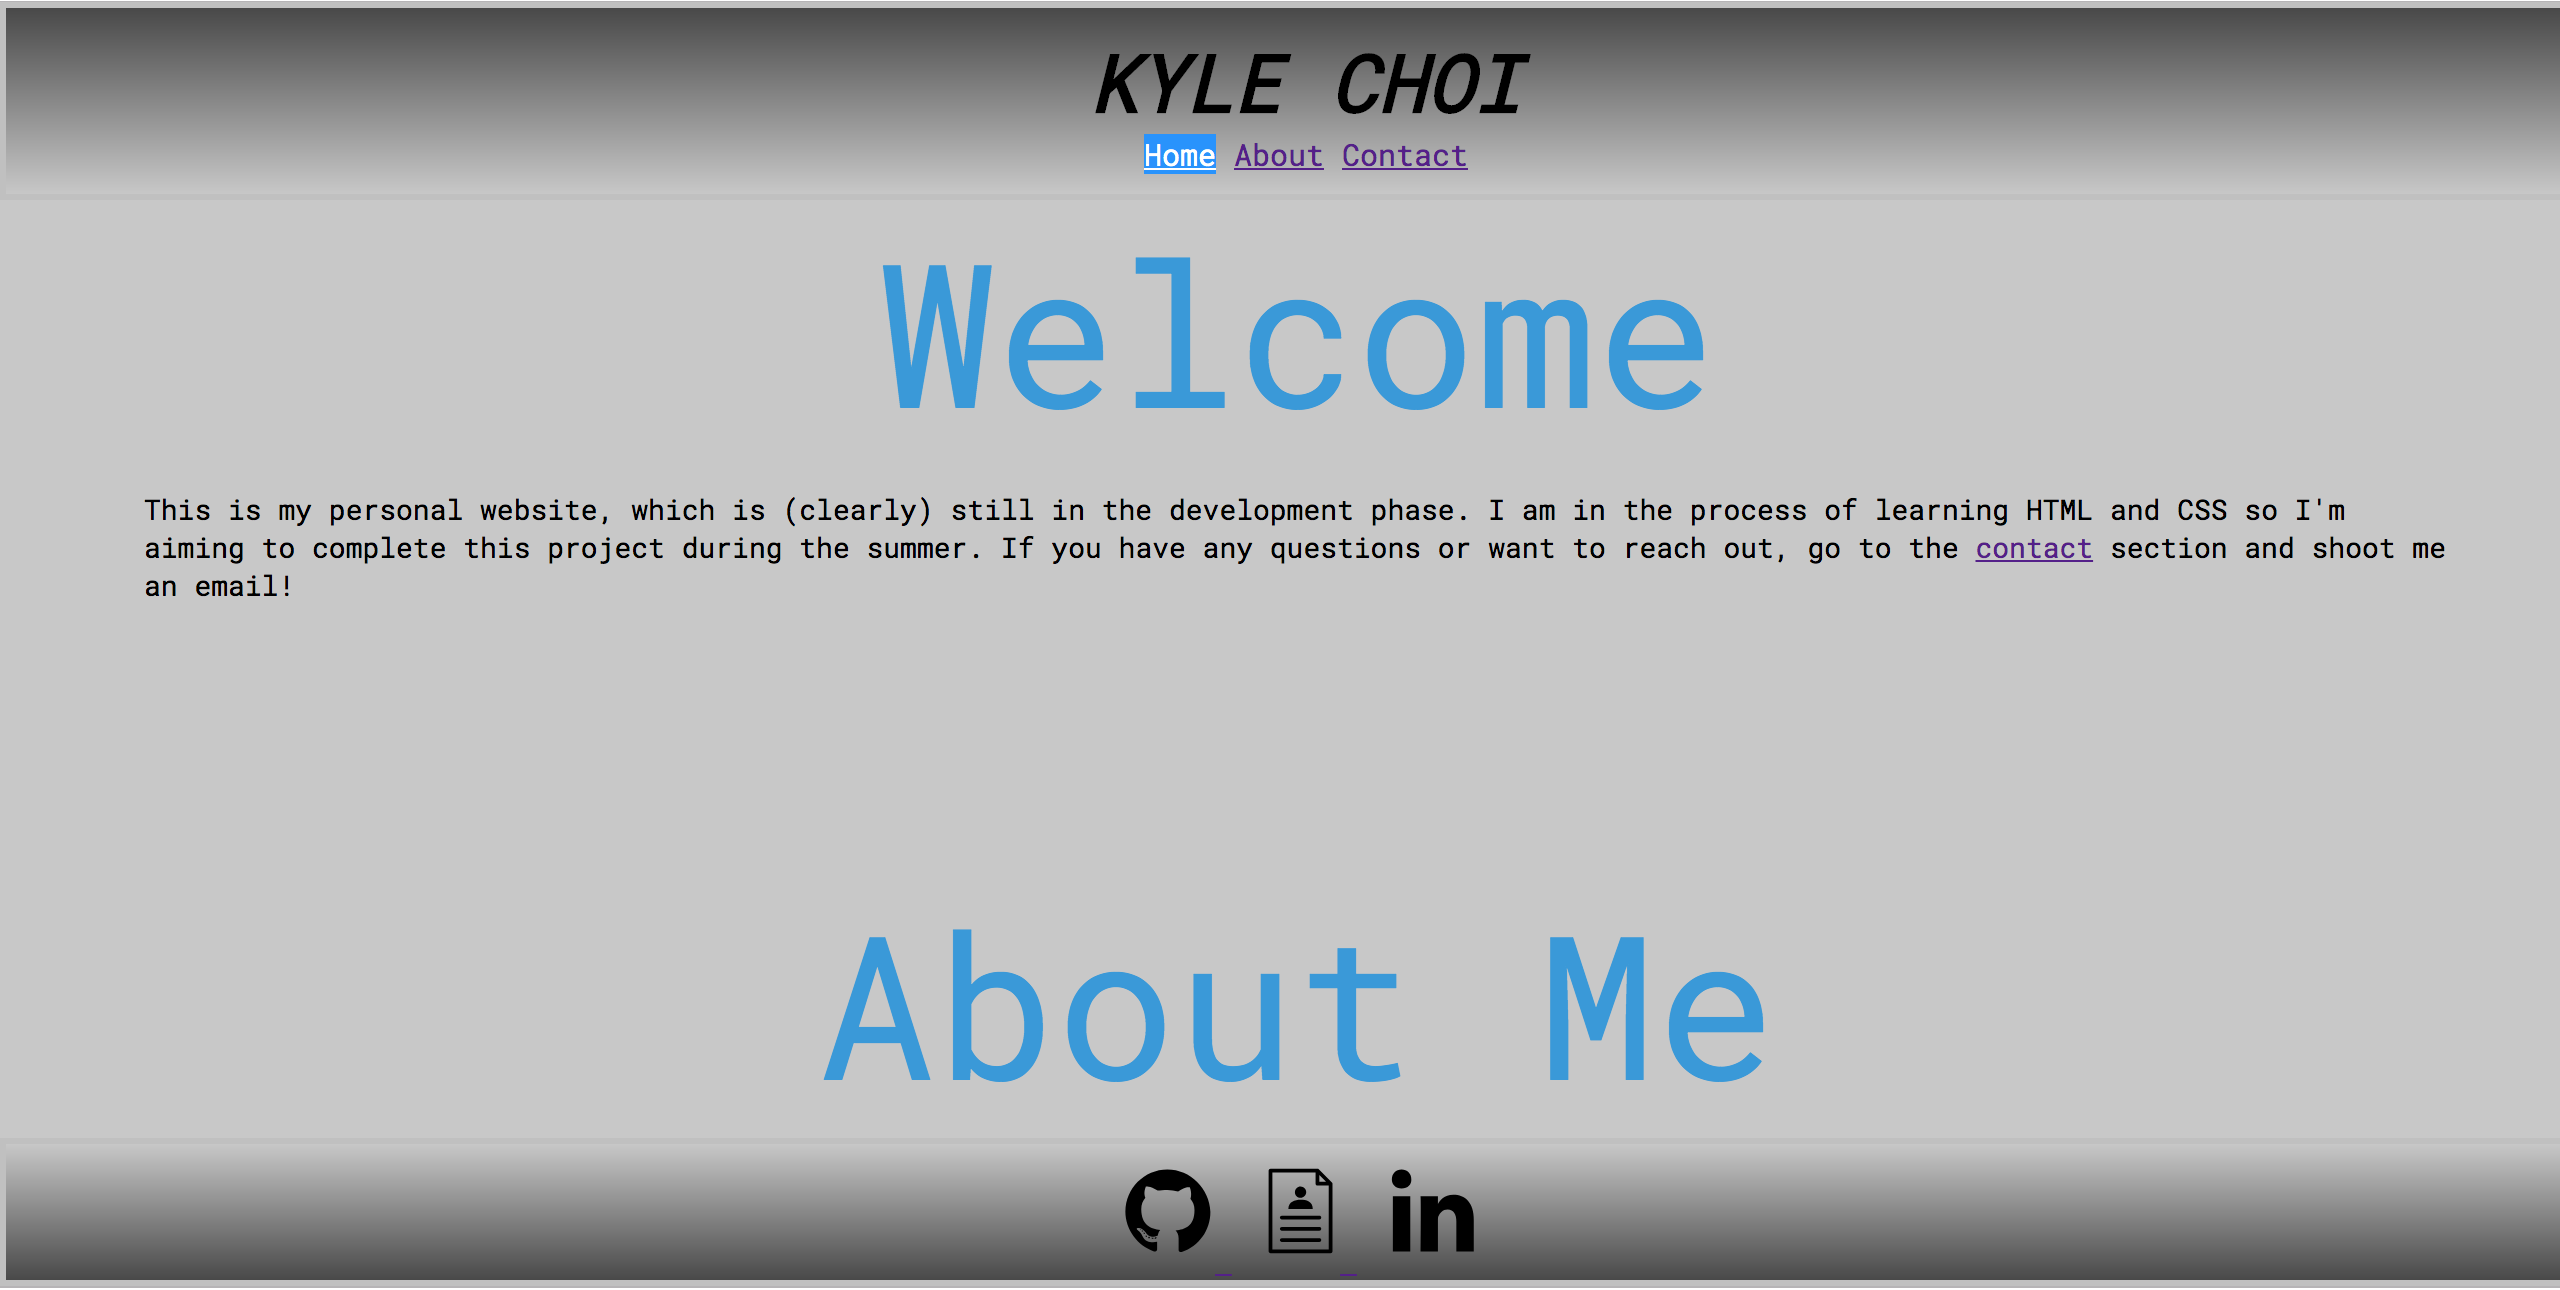 KYLE CHOI
Home About Contact
Welcome
This is my personal website, which is (clearly) still in the development phase. I am in the process of learning HTML and CSS so I'm
aiming to complete this project during the summer. If you have any questions or want to reach out, go to the contact section and shoot me
an email!
About Me
in